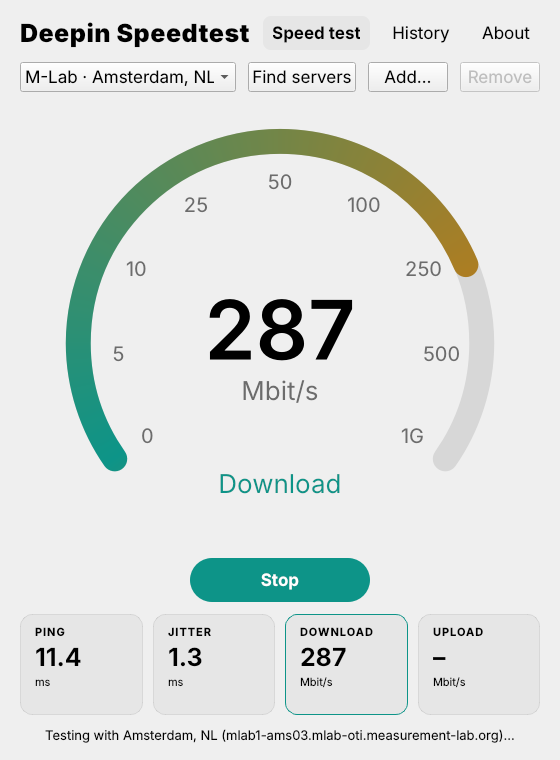 Deepin Speedtest Speed test History About
M-Lab · Amsterdam, NL Find servers Add... Remove
50
25 100
10 250
287
5 500
Mbit/s
0 1G
Download
Stop
PING JITTER DOWNLOAD UPLOAD
11.4 1.3 287 –
ms ms Mbit/s Mbit/s
Testing with Amsterdam, NL (mlab1-ams03.mlab-oti.measurement-lab.org)...